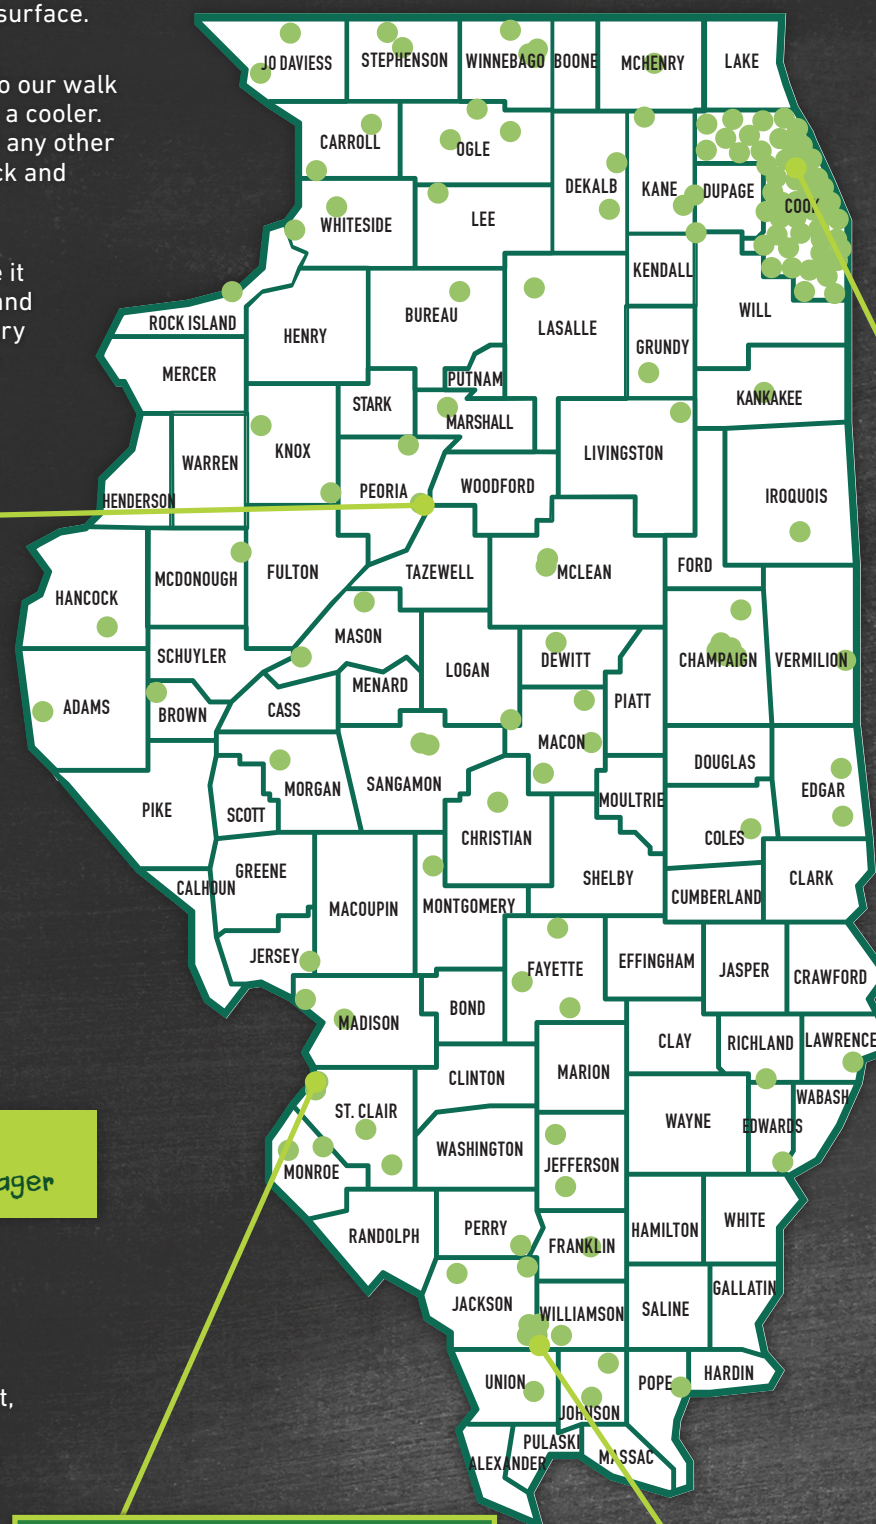 surface.
o our walk
a cooler.
any other
ck and
e it
and
ry
ager
t,
JO DAVIESS
STEPHENSON
WINNEBAGO
BOONE
MCHENRY
LAKE
CARROLL
OGLE
DEKALB
KANE
DUPAGE
COOK
WHITESIDE
LEE
KENDALL
WILL
ROCK ISLAND
HENRY
BUREAU
LASALLE
GRUNDY
MERCER
PUTNAM
KANKAKEE
STARK
MARSHALL
KNOX
WARREN
HENDERSON
PEORIA
WOODFORD
LIVINGSTON
IROQUOIS
HANCOCK
MCDONOUGH
FULTON
TAZEWELL
MCLEAN
FORD
SCHUYLER
MASON
LOGAN
DEWITT
CHAMPAIGN
VERMILION
ADAMS
BROWN
CASS
MENARD
PIATT
MACON
DOUGLAS
EDGAR
PIKE
SCOTT
MORGAN
SANGAMON
MOULTRIE
CHRISTIAN
COLES
CALHOUN
GREENE
MACOUPIN
MONTGOMERY
SHELBY
CUMBERLAND
CLARK
JERSEY
FAYETTE
EFFINGHAM
JASPER
CRAWFORD
MADISON
BOND
CLAY
RICHLAND
LAWRENCE
CLINTON
MARION
WAYNE
WABASH
EDWARDS
ST. CLAIR
WASHINGTON
JEFFERSON
MONROE
RANDOLPH
PERRY
FRANKLIN
HAMILTON
WHITE
JACKSON
WILLIAMSON
SALINE
GALLATIN
UNION
JOHNSON
POPE
HARDIN
ALEXANDER
PULASKI
MASSAC